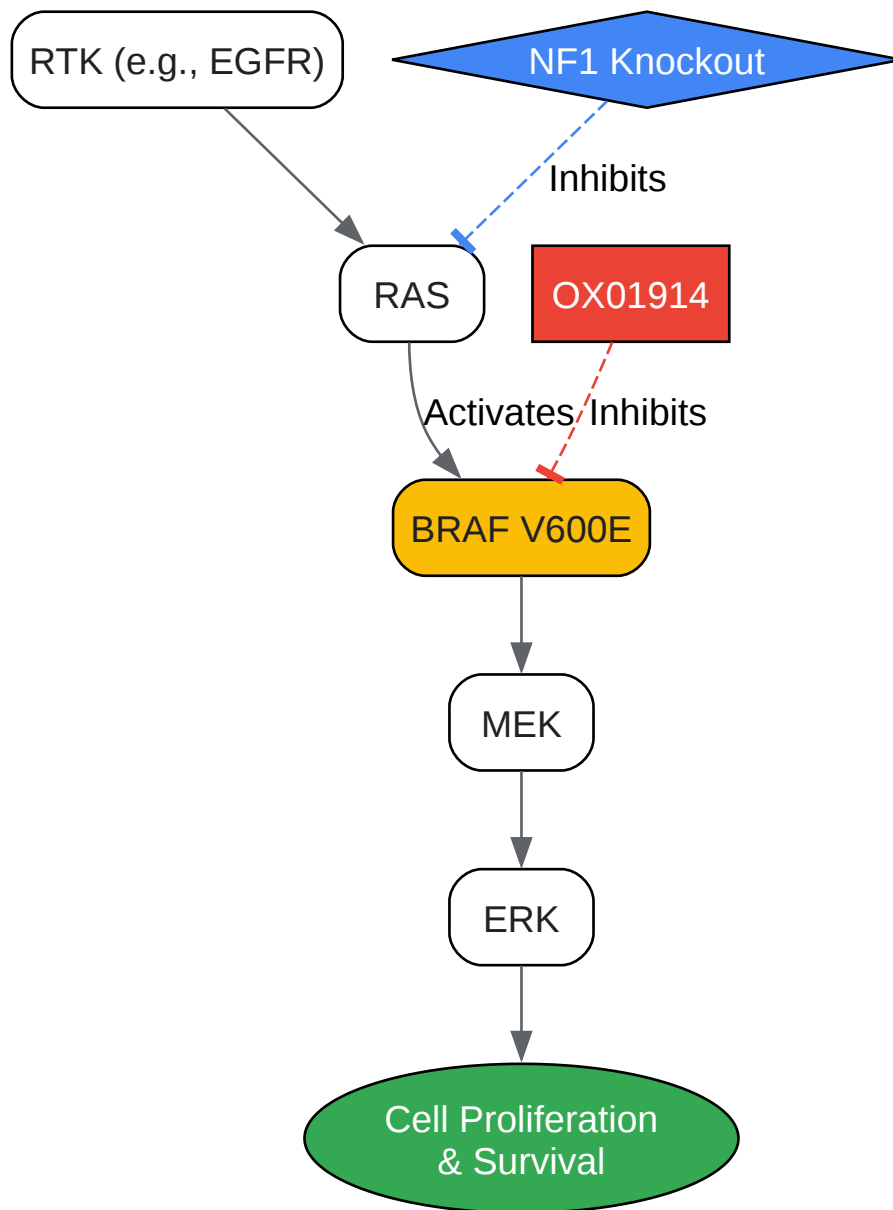 RTK (e.g., EGFR)
NF1 Knockout
Inhibits
RAS
OX01914
Activates
Inhibits
BRAF V600E
MEK
ERK
Cell Proliferation
& Survival